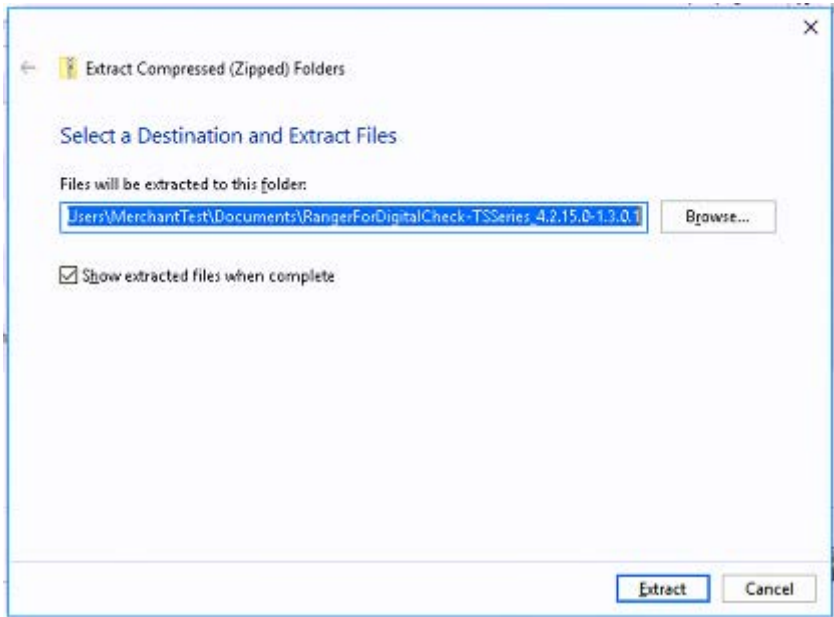 Extract Compressed (Zipped) Folders
Select a Destination and Extract Files
Files will be extracted to this folder:
Users\MerchantTest\Documents\RangerForDigitalCheck-TSSeries_4.2.15.0-1.3.0.1
Browse...
Show extracted files when complete
Extract
Cancel